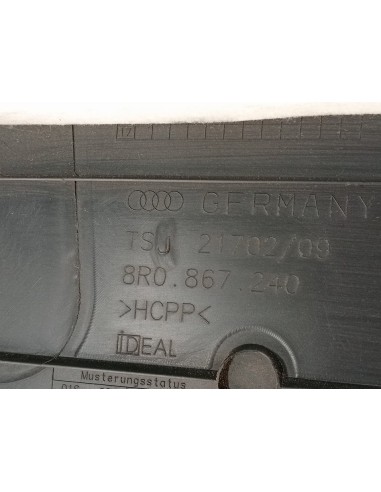 GERMANY
TSJ 21702/09
8R0.867.240
>HCPP<
IDEAL
Musterungsstatus